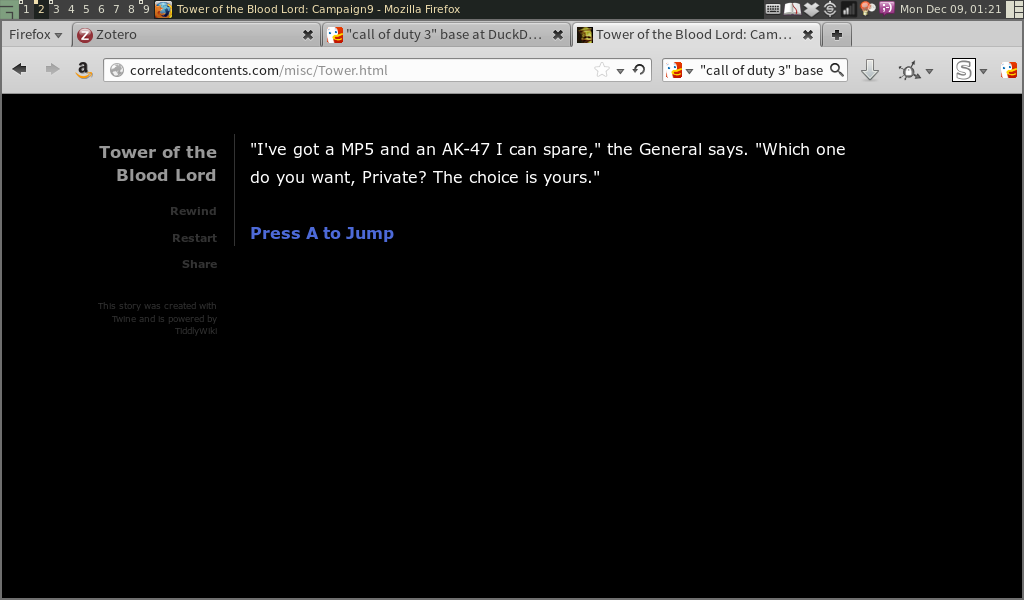 1 2 3 4 5 6 7 8 9 Tower of the Blood Lord: Campaign9 - Mozilla Firefox Mon Dec 09, 01:21
Firefox Zotero "call of duty 3" base at DuckD... Tower of the Blood Lord: Cam...
correlatedcontents.com/misc/Tower.html "call of duty 3" base
Tower of the
Blood Lord
Rewind
Restart
Share
This story was created with
Twine and is powered by
TiddlyWiki
"I've got a MP5 and an AK-47 I can spare," the General says. "Which one
do you want, Private? The choice is yours."
Press A to Jump